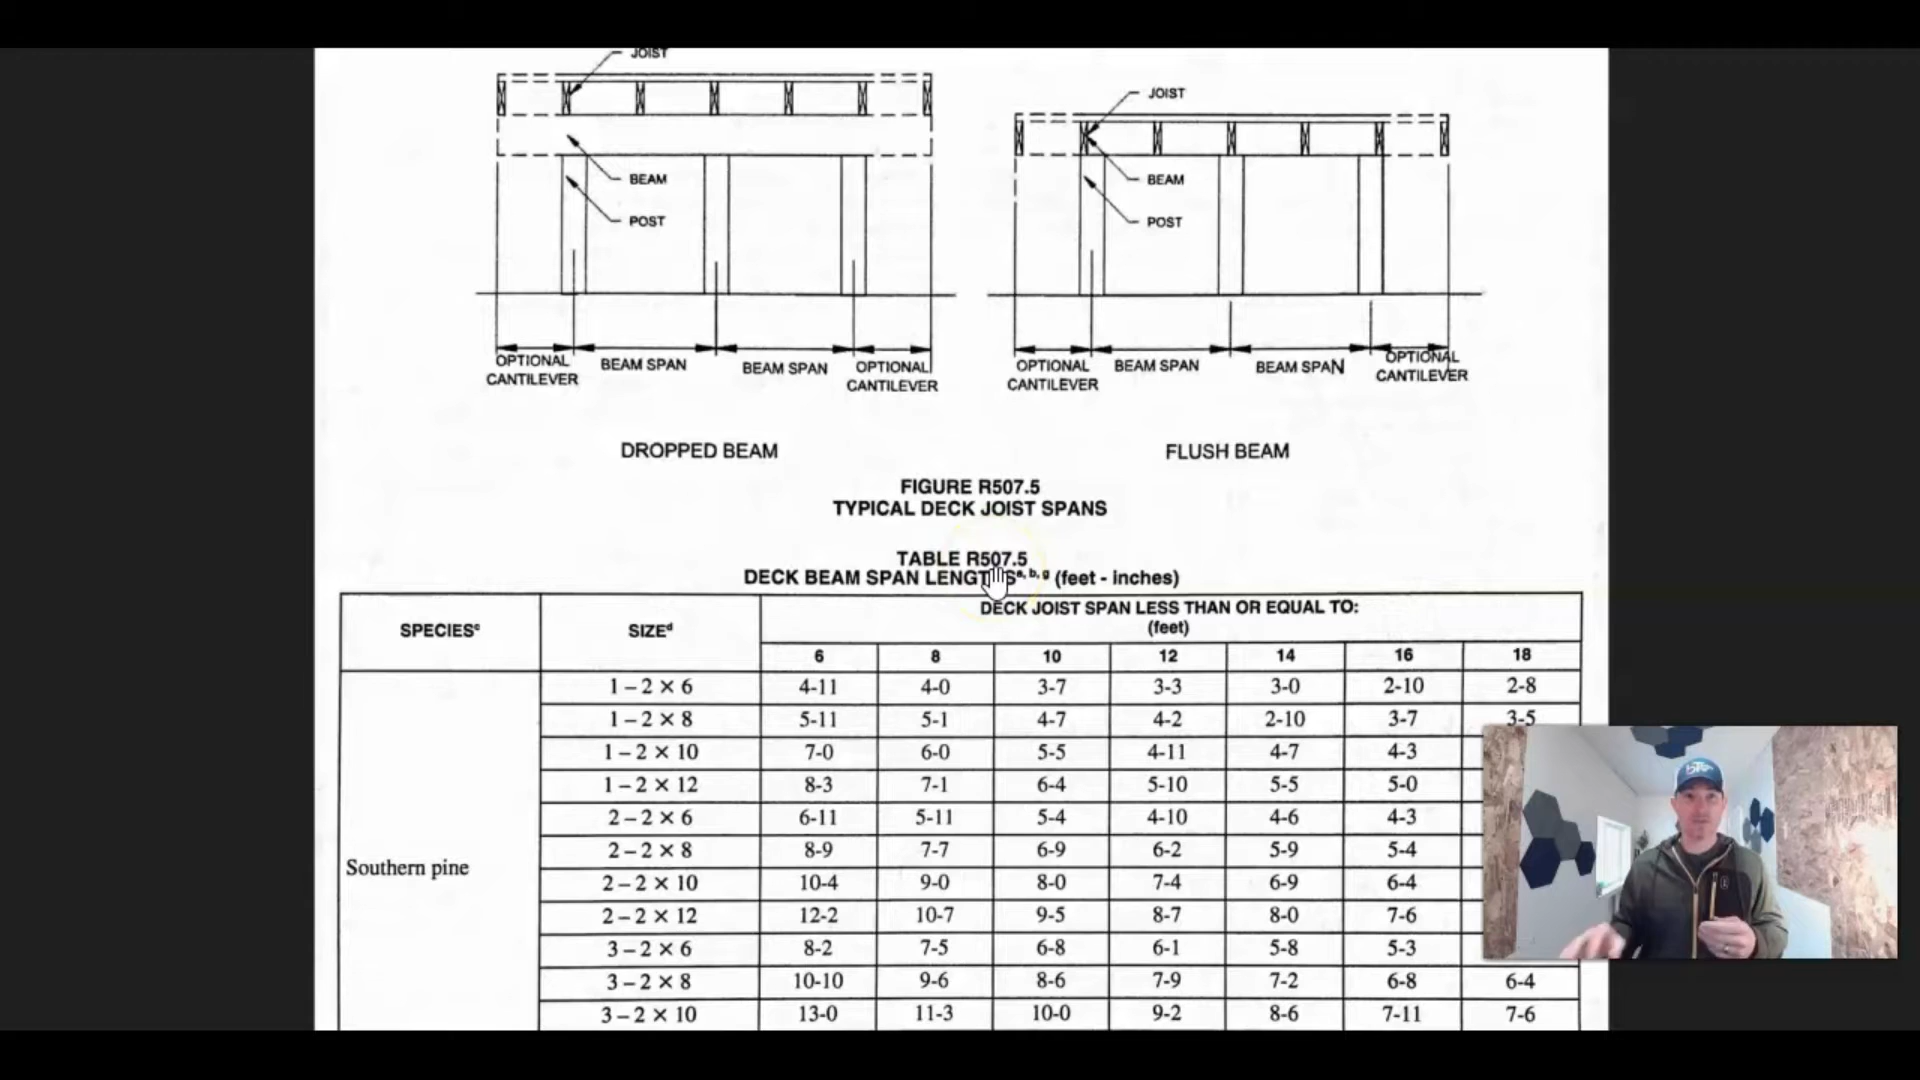 JOIST
JOIST
BEAM
BEAM
POST
POST
OPTIONAL
CANTILEVER
BEAM SPAN
BEAM SPAN
OPTIONAL
CANTILEVER
OPTIONAL
CANTILEVER
BEAM SPAN
BEAM SPAN
OPTIONAL
CANTILEVER
DROPPED BEAM
FLUSH BEAM
FIGURE R507.5
TYPICAL DECK JOIST SPANS
TABLE R507.5
DECK BEAM SPAN LENGTHS a, b, g (feet - inches)
SPECIES c SIZE d DECK JOIST SPAN LESS THAN OR EQUAL TO:
(feet)
6 8 10 12 14 16 18
Southern pine
1 – 2 × 6 4-11 4-0 3-7 3-3 3-0 2-10 2-8
1 – 2 × 8 5-11 5-1 4-7 4-2 2-10 3-7 3-5
1 – 2 × 10 7-0 6-0 5-5 4-11 4-7 4-3
1 – 2 × 12 8-3 7-1 6-4 5-10 5-5 5-0
2 – 2 × 6 6-11 5-11 5-4 4-10 4-6 4-3
2 – 2 × 8 8-9 7-7 6-9 6-2 5-9 5-4
2 – 2 × 10 10-4 9-0 8-0 7-4 6-9 6-4
2 – 2 × 12 12-2 10-7 9-5 8-7 8-0 7-6
3 – 2 × 6 8-2 7-5 6-8 6-1 5-8 5-3
3 – 2 × 8 10-10 9-6 8-6 7-9 7-2 6-8 6-4
3 – 2 × 10 13-0 11-3 10-0 9-2 8-6 7-11 7-6